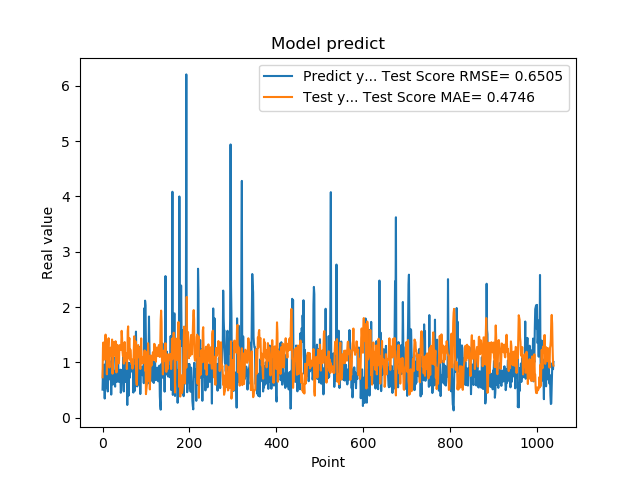 Model predict
Predict y... Test Score RMSE= 0.6505
Test y... Test Score MAE= 0.4746
Real value
6
5
4
3
2
1
0
0 200 400 600 800 1000
Point